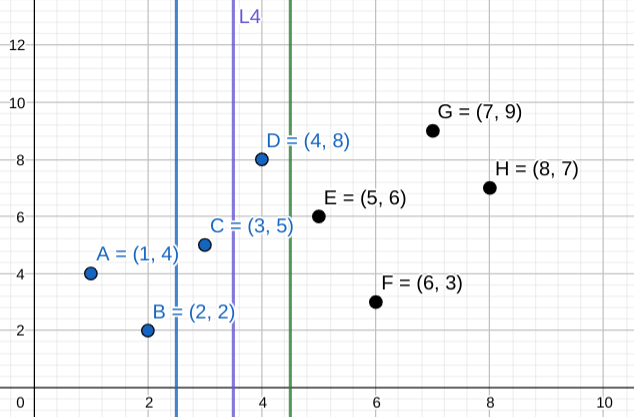 L4
12
10
G = (7, 9)
D = (4, 8)
8
H = (8, 7)
E = (5, 6)
6
C = (3, 5)
A = (1, 4)
4
F = (6, 3)
B = (2, 2)
2
0
2
4
6
8
10